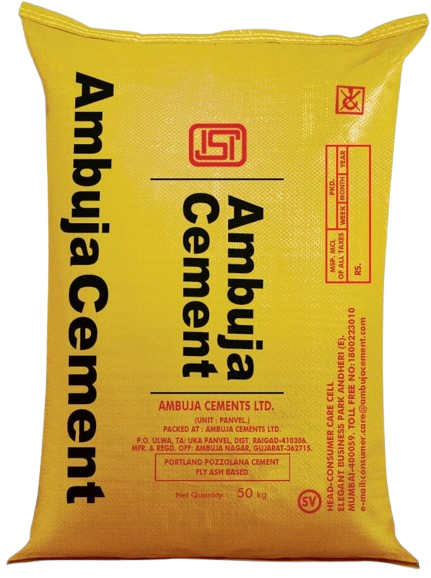 Ambuja Cement
ISI
Ambuja
Cement
AMBUJA CEMENTS LTD.
(UNIT : PANVEL)
PACKED AT : AMBUJA CEMENTS LTD.
P.O. ULWA, TA: UKA PANVEL, DIST. RAIGAD-410206.
MFR. & REGD. OFF: AMBUJA NAGAR, GUJARAT-362715.
PORTLAND POZZOLANA CEMENT
FLY ASH BASED
Net Quantity 50 kg
PKD.
WEEK MONTH YEAR
MSP. MCL
OF ALL TAXES
RS.
SV
HEAD-CONSUMER CARE CELL
ELEGANT BUSINESS PARK ANDHERI (E).
MUMBAI-400059. TOLL FREE NO:1800223010
e-mail:consumer.care@ambujacement.com